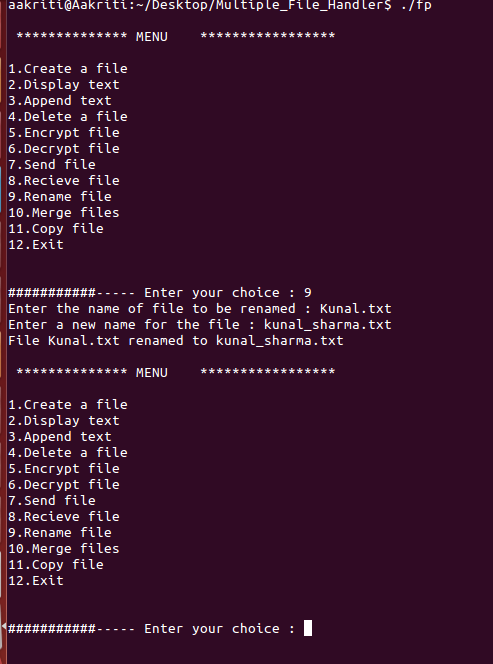 aakriti@Aakriti:~/Desktop/Multiple_File_Handler$ ./fp
************** MENU    *****************
1.Create a file
2.Display text
3.Append text
4.Delete a file
5.Encrypt file
6.Decrypt file
7.Send file
8.Recieve file
9.Rename file
10.Merge files
11.Copy file
12.Exit
###########----- Enter your choice : 9
Enter the name of file to be renamed : Kunal.txt
Enter a new name for the file : kunal_sharma.txt
File Kunal.txt renamed to kunal_sharma.txt
************** MENU    *****************
1.Create a file
2.Display text
3.Append text
4.Delete a file
5.Encrypt file
6.Decrypt file
7.Send file
8.Recieve file
9.Rename file
10.Merge files
11.Copy file
12.Exit
###########----- Enter your choice :